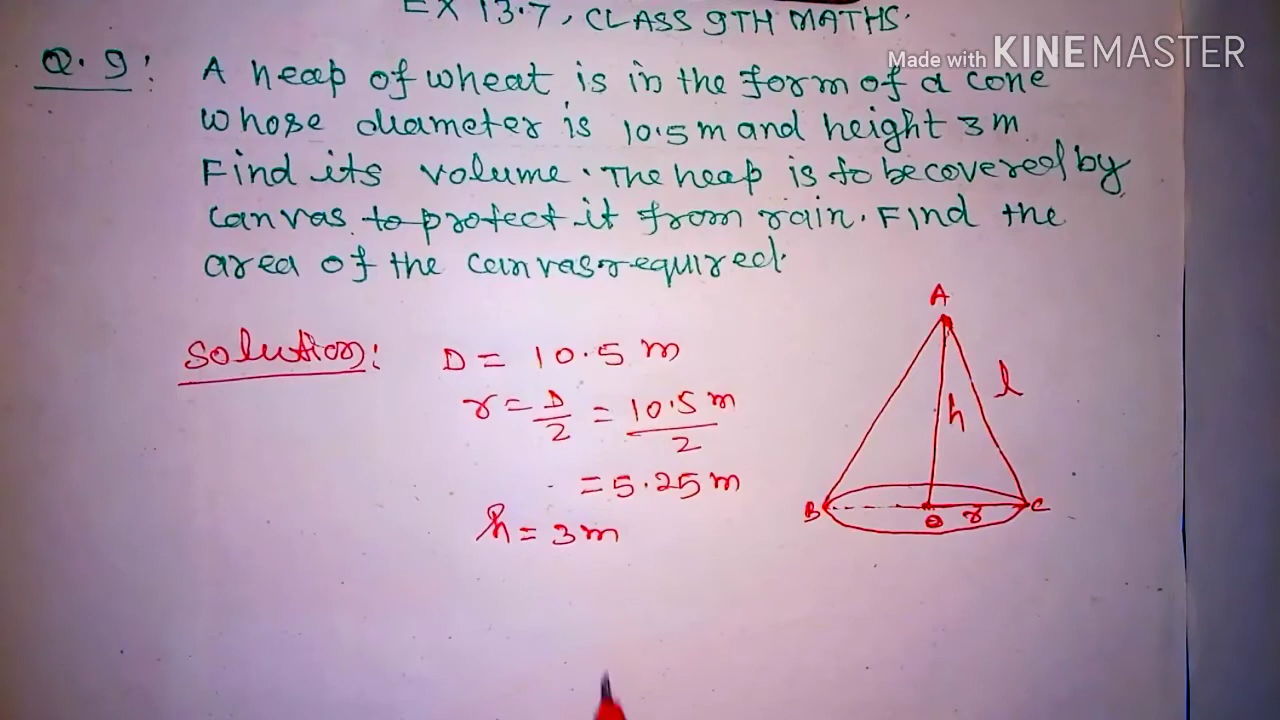 EX 13.7, CLASS 9TH MATHS.
Made with KINEMASTER
Q.9: A heap of wheat is in the form of a cone
whose diameter is 10.5 m and height 3 m
Find its volume. The heap is to be covered by
canvas to protect it from rain. Find the
area of the canvas required.
Solution: D = 10.5 m
r = D/2 = 10.5 m/2
= 5.25 m
h = 3m
A
l
h
B
O
r
C